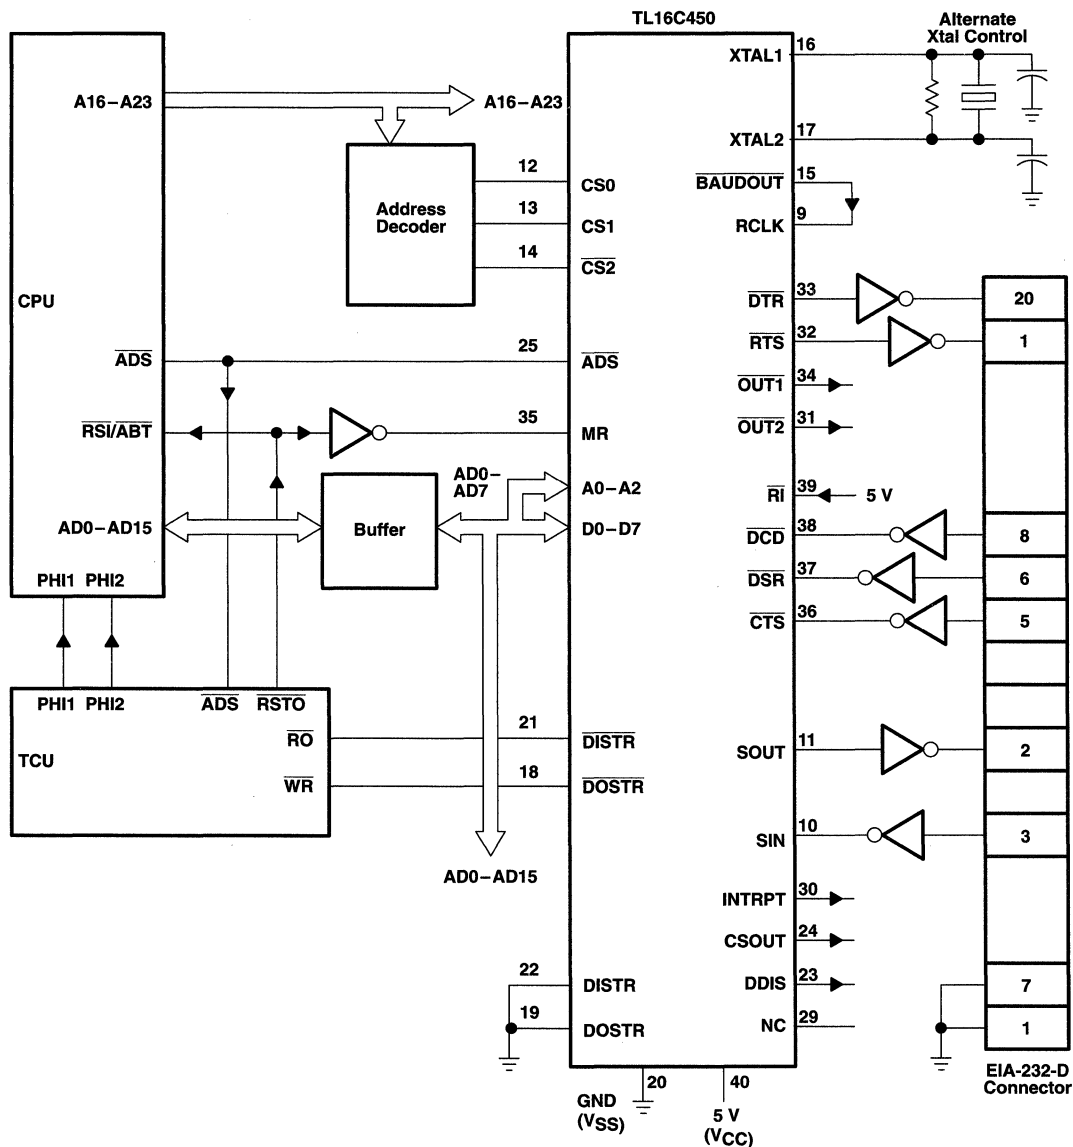 TL16C450
Alternate
Xtal Control
CPU
A16–A23
A16–A23
Address
Decoder
12
CS0
13
CS1
14
CS2
ADS
25
ADS
RSI/ABT
35
MR
AD0–
AD7
A0–A2
AD0–AD15
Buffer
D0–D7
PHI1 PHI2
PHI1 PHI2
ADS
RSTO
TCU
RO
21
DISTR
WR
18
DOSTR
AD0–AD15
22
DISTR
19
DOSTR
XTAL1
16
XTAL2
17
BAUDOUT
15
RCLK
9
DTR
33
20
RTS
32
1
OUT1
34
OUT2
31
RI
39
5 V
DCD
38
8
DSR
37
6
CTS
36
5
SOUT
11
2
SIN
10
3
INTRPT
30
CSOUT
24
DDIS
23
7
NC
29
1
EIA-232-D
Connector
20
GND
(VSS)
40
5 V
(VCC)